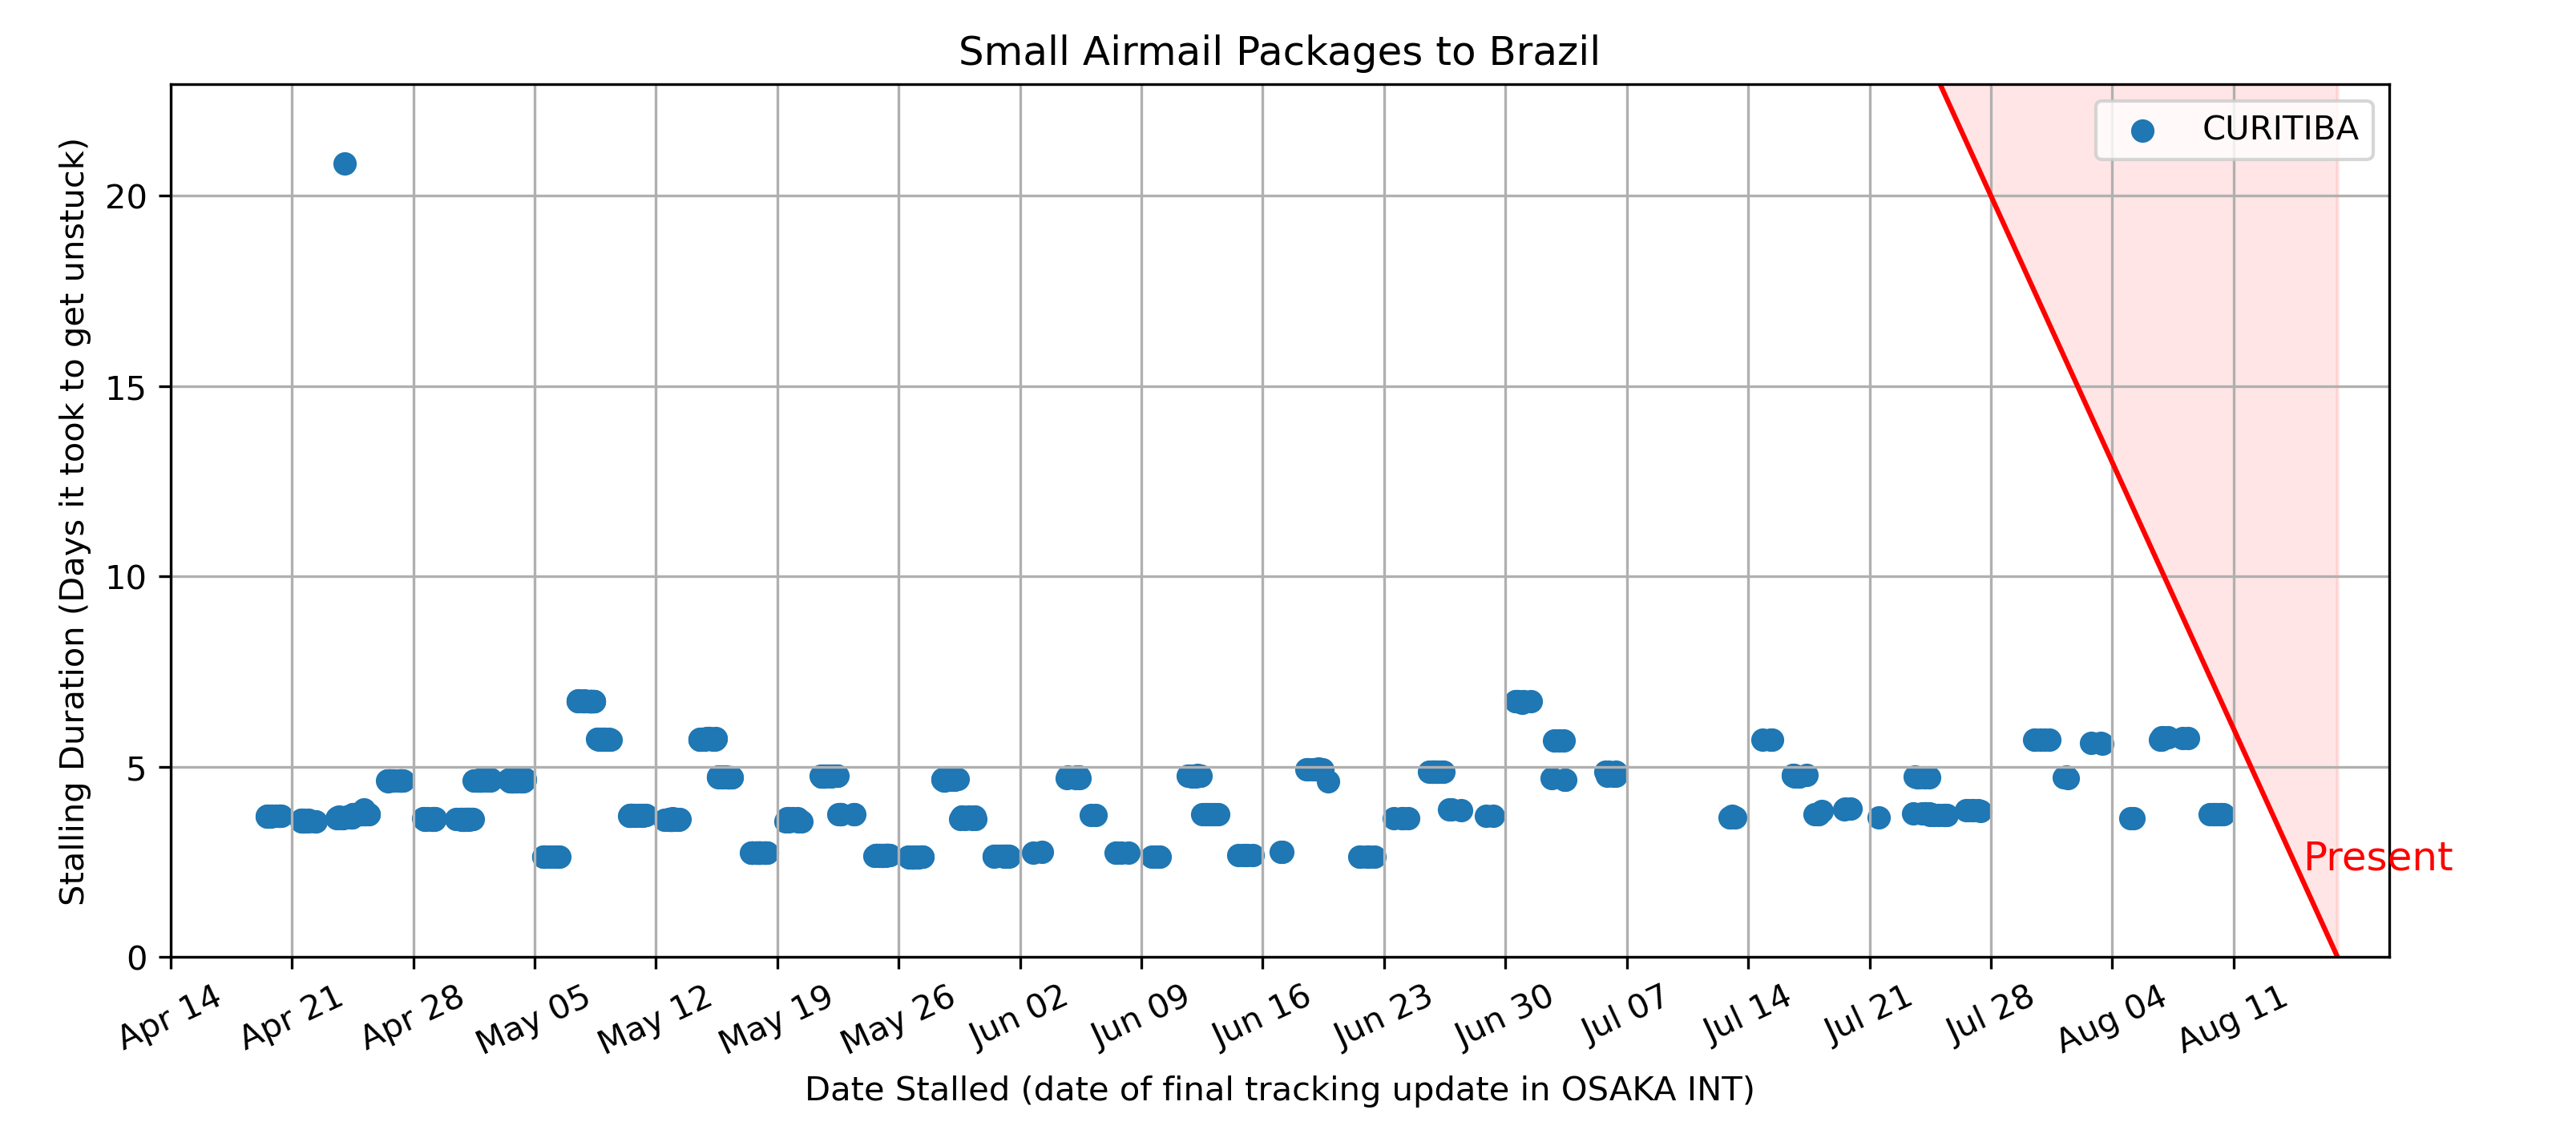 Small Airmail Packages to Brazil
CURITIBA
Stalling Duration (Days it took to get unstuck)
20
15
10
5
0
Present
Apr 14
Apr 21
Apr 28
May 05
May 12
May 19
May 26
Jun 02
Jun 09
Jun 16
Jun 23
Jun 30
Jul 07
Jul 14
Jul 21
Jul 28
Aug 04
Aug 11
Date Stalled (date of final tracking update in OSAKA INT)